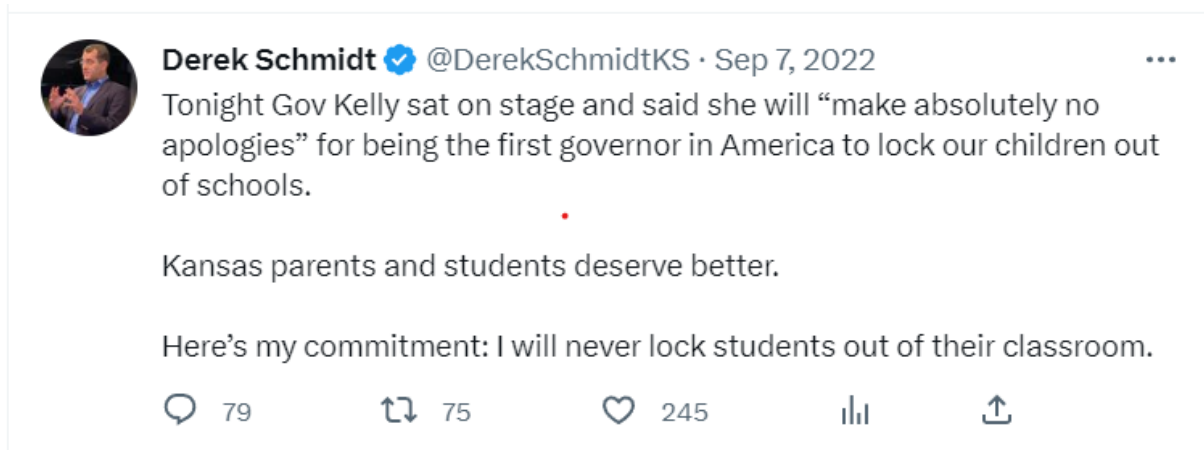 Derek Schmidt @DerekSchmidtKS · Sep 7, 2022
Tonight Gov Kelly sat on stage and said she will “make absolutely no
apologies” for being the first governor in America to lock our children out
of schools.
Kansas parents and students deserve better.
Here’s my commitment: I will never lock students out of their classroom.
79 75 245